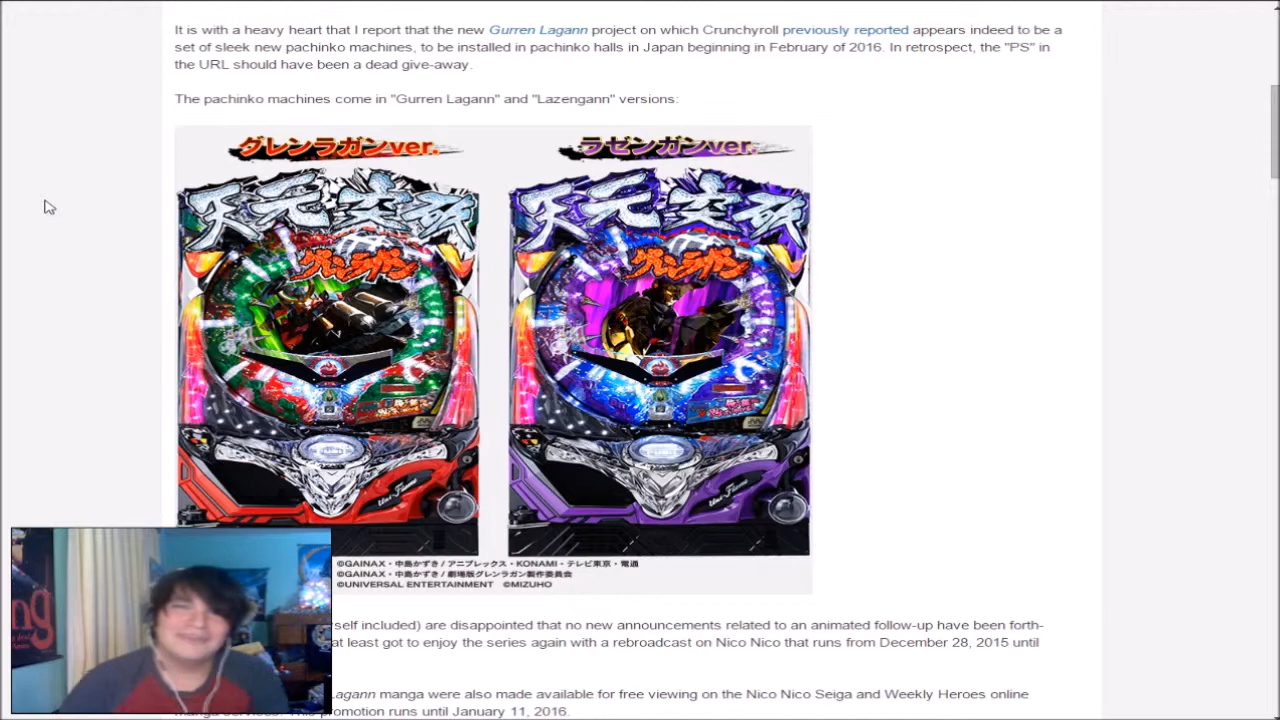 It is with a heavy heart that I report that the new Gurren Lagann project on which Crunchyroll previously reported appears indeed to be a
set of sleek new pachinko machines, to be installed in pachinko halls in Japan beginning in February of 2016. In retrospect, the "PS" in
the URL should have been a dead give-away.
The pachinko machines come in "Gurren Lagann" and "Lazengann" versions:
グレンラガンver.
ラゼンガンver.
天元突破
天元突破
グレンラガン
グレンラガン
©GAINAX・中島かずき/アニプレックス・KONAMI・テレビ東京・電通
©GAINAX・中島かずき/劇場版グレンラガン製作委員会
©UNIVERSAL ENTERTAINMENT ©MIZUHO
self included) are disappointed that no new announcements related to an animated follow-up have been forth-
at least got to enjoy the series again with a rebroadcast on Nico Nico that runs from December 28, 2015 until
Lagann manga were also made available for free viewing on the Nico Nico Seiga and Weekly Heroes online
manga services. This promotion runs until January 11, 2016.